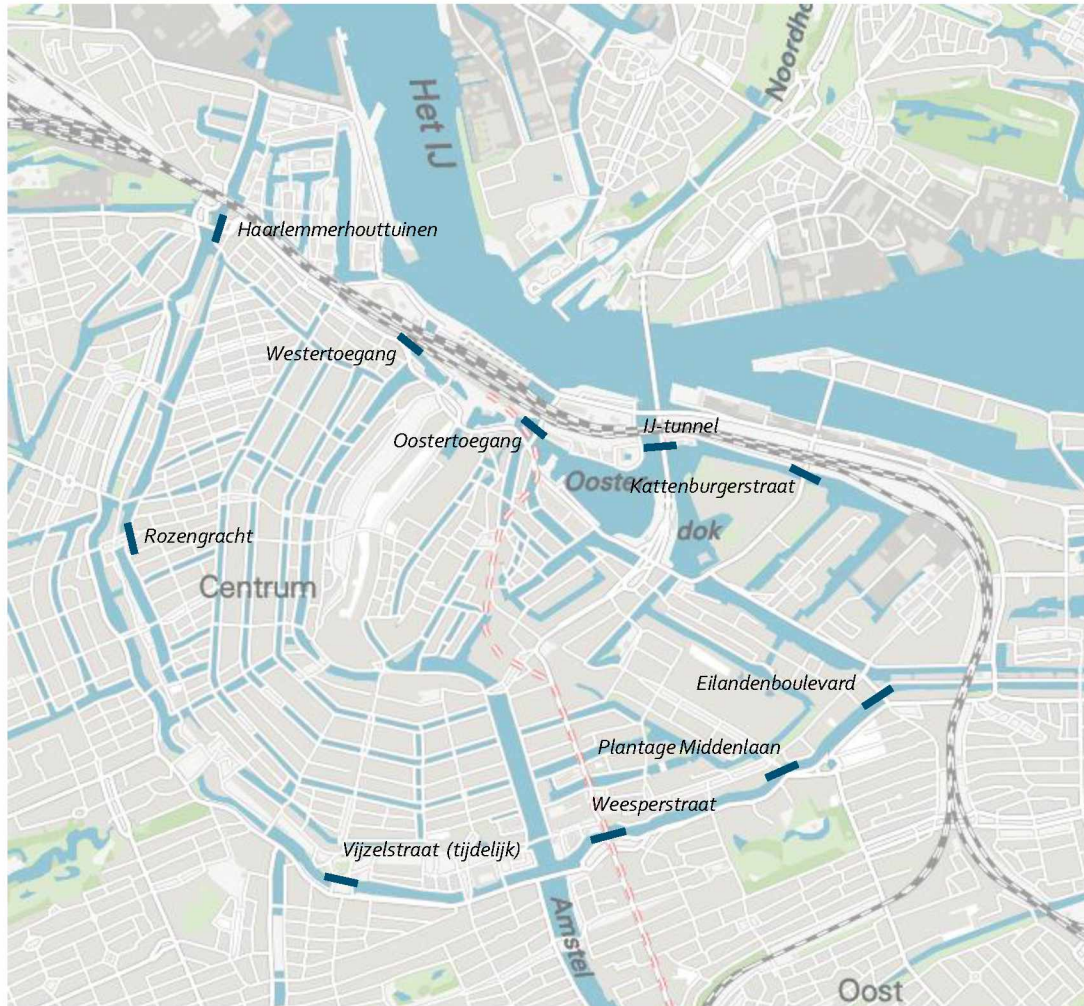 Het IJ
Noordho
Haarlemmerhouttuinen
Westertoegang
Oostertoegang
IJ-tunnel
Ooster
Kattenburgerstraat
dok
Rozengracht
Centrum
Eilandenboulevard
Plantage Middenlaan
Weesperstraat
Vijzelstraat (tijdelijk)
Amstel
Oost